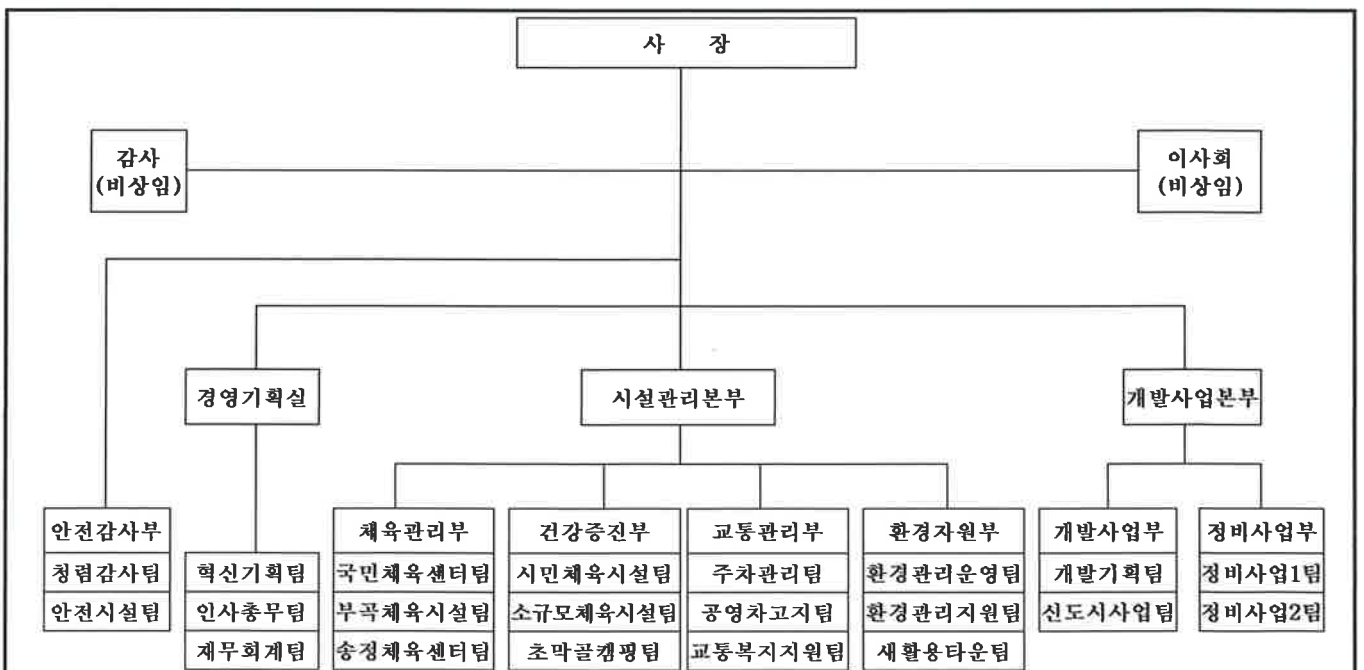 사 장
감사
(비상임)
이사회
(비상임)
경영기획실
시설관리본부
개발사업본부
안전감사부
청렴감사팀
안전시설팀
혁신기획팀
인사총무팀
재무회계팀
체육관리부
국민체육센터팀
부곡체육시설팀
송정체육센터팀
건강증진부
시민체육시설팀
소규모체육시설팀
초막골캠핑팀
교통관리부
주차관리팀
공영차고지팀
교통복지지원팀
환경자원부
환경관리운영팀
환경관리지원팀
새활용타운팀
개발사업부
개발기획팀
신도시사업팀
정비사업부
정비사업1팀
정비사업2팀